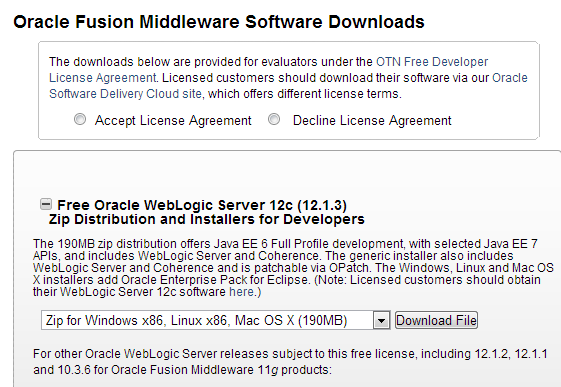 Oracle Fusion Middleware Software Downloads
The downloads below are provided for evaluators under the OTN Free Developer
License Agreement. Licensed customers should download their software via our Oracle
Software Delivery Cloud site, which offers different license terms.
Accept License Agreement Decline License Agreement
Free Oracle WebLogic Server 12c (12.1.3)
Zip Distribution and Installers for Developers
The 190MB zip distribution offers Java EE 6 Full Profile development, with selected Java EE 7
APIs, and includes WebLogic Server and Coherence. The generic installer also includes
WebLogic Server and Coherence and is patchable via OPatch. The Windows, Linux and Mac OS
X installers add Oracle Enterprise Pack for Eclipse. (Note: Licensed customers should obtain
their WebLogic Server 12c software here.)
Zip for Windows x86, Linux x86, Mac OS X (190MB) Download File
For other Oracle WebLogic Server releases subject to this free license, including 12.1.2, 12.1.1
and 10.3.6 for Oracle Fusion Middleware 11g products: